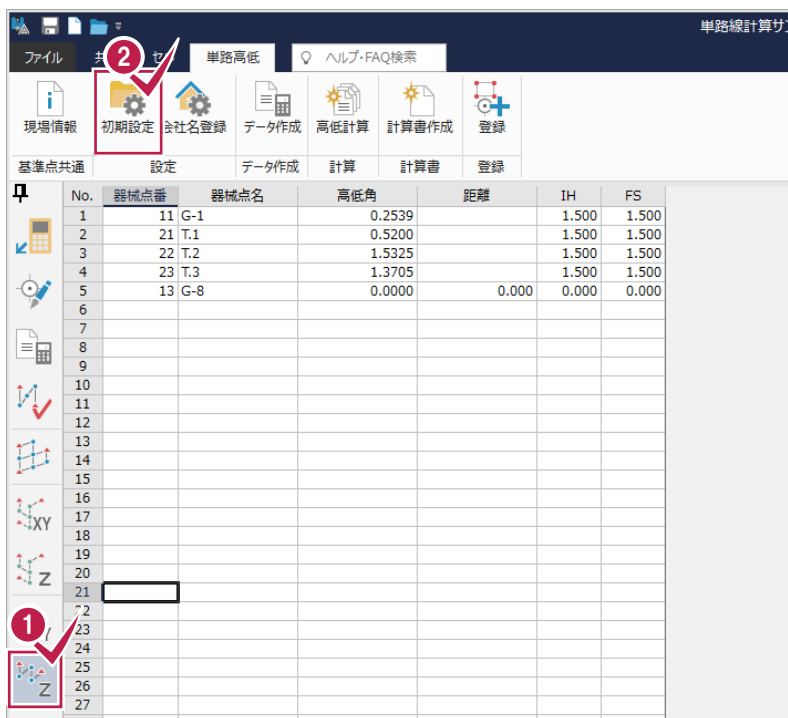 単路線計算サン
ファイル 単路高低 ヘルプ・FAQ検索
2
現場情報 初期設定 会社名登録 データ作成 高低計算 計算書作成 登録
基準点共通 設定 データ作成 計算 計算書 登録
No. 器械点番 器械点名 高低角 距離 IH FS
1 11 G-1 0.2539 1.500 1.500
2 21 T.1 0.5200 1.500 1.500
3 22 T.2 1.5325 1.500 1.500
4 23 T.3 1.3705 1.500 1.500
5 13 G-8 0.0000 0.000 0.000 0.000
6
7
8
9
10
11
12
13
14
15
16
XY 17
18
19
Z 20
21
22
1 23
24
25
Z 26
27